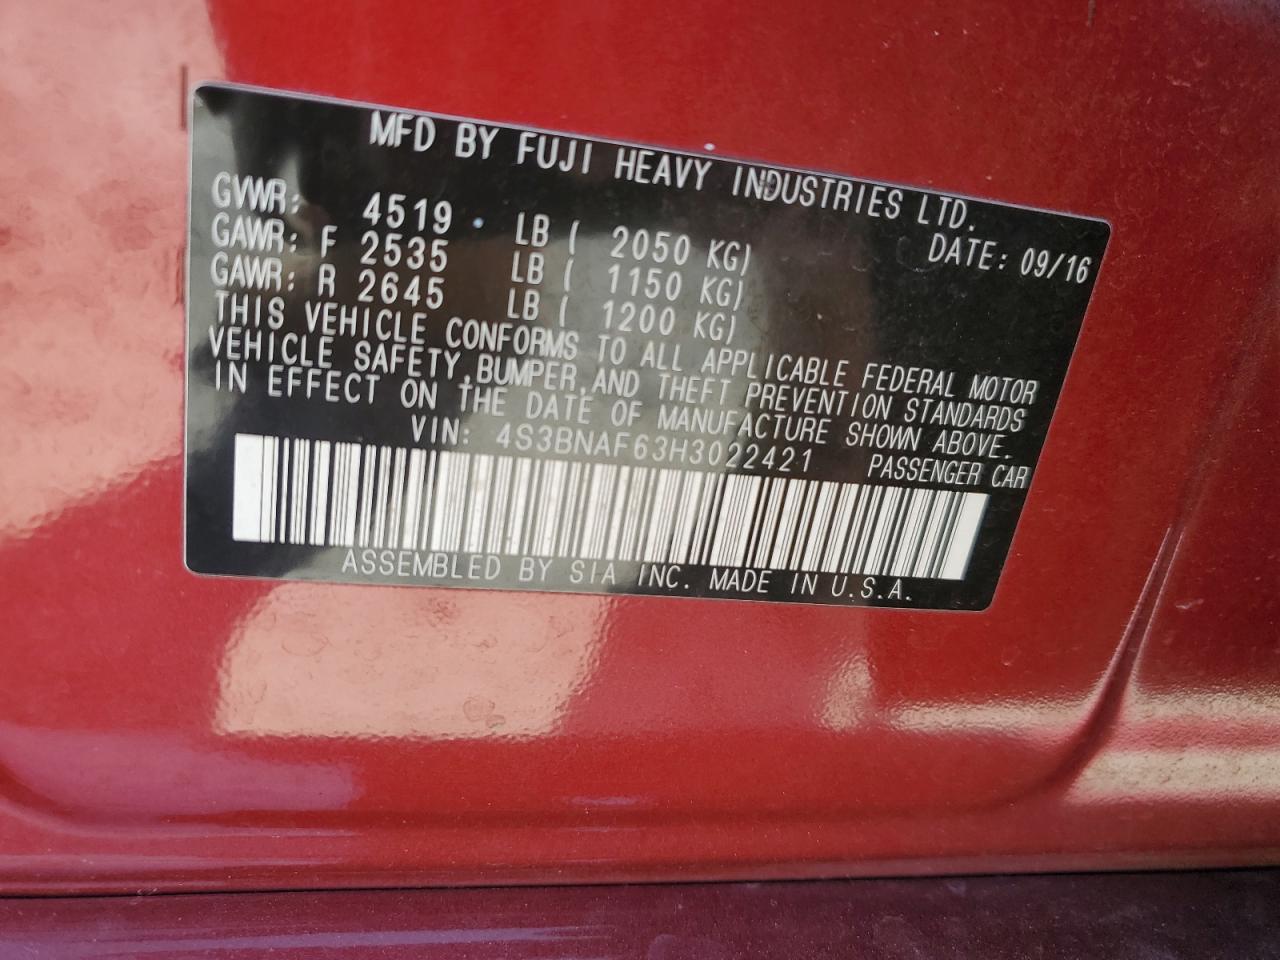 MFD BY FUJI HEAVY INDUSTRIES LTD.
DATE: 09/16
GVWR: 4519 LB ( 2050 KG)
GAWR: F 2535 LB ( 1150 KG)
GAWR: R 2645 LB ( 1200 KG)
THIS VEHICLE CONFORMS TO ALL APPLICABLE FEDERAL MOTOR
VEHICLE SAFETY,BUMPER,AND THEFT PREVENTION STANDARDS
IN EFFECT ON THE DATE OF MANUFACTURE SHOWN ABOVE.
VIN: 4S3BNAF63H3022421 PASSENGER CAR
ASSEMBLED BY SIA INC. MADE IN U.S.A.